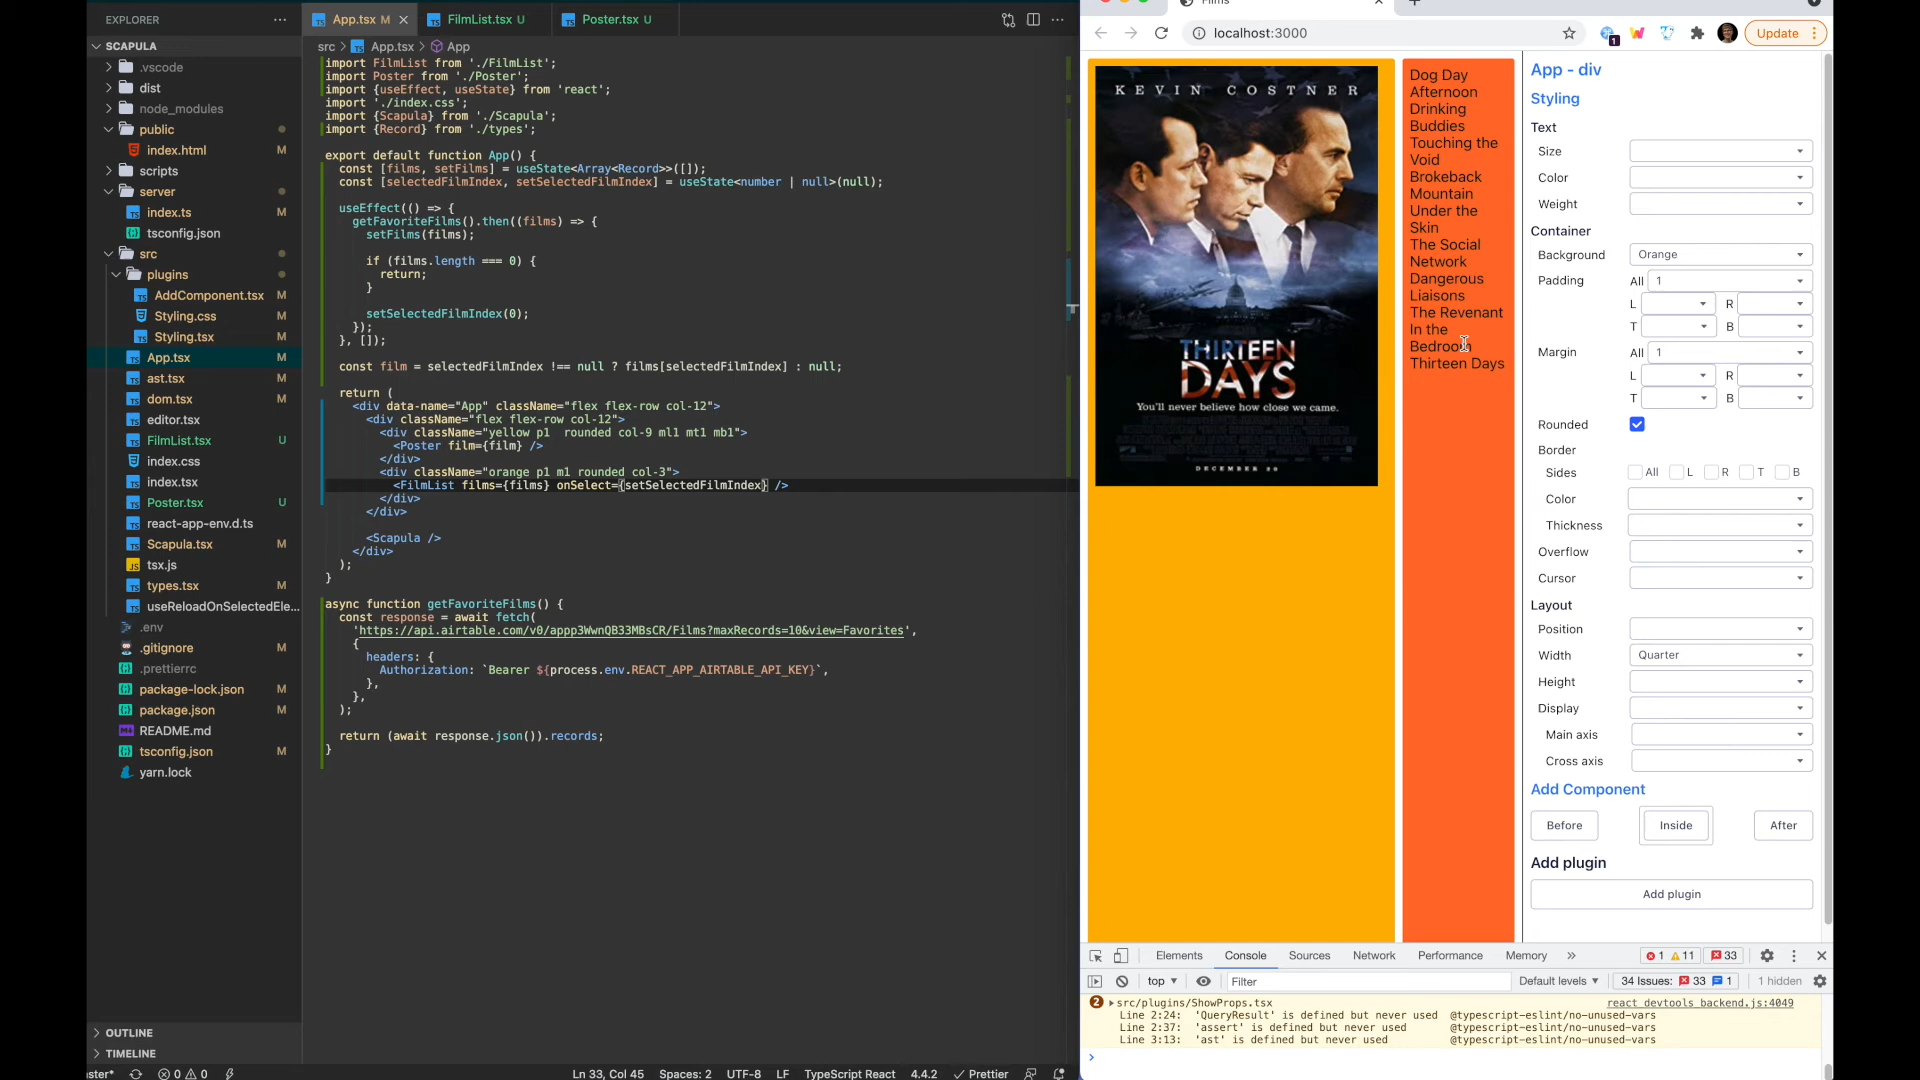 EXPLORER
SCAPULA
.vscode
dist
node_modules
public
index.html M
scripts
server
index.ts M
tsconfig.json
src
plugins
AddComponent.tsx M
Styling.css M
Styling.tsx M
App.tsx M
ast.tsx M
dom.tsx M
editor.tsx
FilmList.tsx U
index.css
index.tsx
Poster.tsx U
react-app-env.d.ts
Scapula.tsx M
tsx.js
types.tsx M
useReloadOnSelectedEle...
.env
.gitignore M
.prettierrc
package-lock.json M
package.json M
README.md
tsconfig.json M
yarn.lock
OUTLINE
TIMELINE
App.tsx M
FilmList.tsx U
Poster.tsx U
src > App.tsx > App
import FilmList from './FilmList';
import Poster from './Poster';
import {useEffect, useState} from 'react';
import './index.css';
import {Scapula} from './Scapula';
import {Record} from './types';
export default function App() {
const [films, setFilms] = useState<Array<Record>>([]);
const [selectedFilmIndex, setSelectedFilmIndex] = useState<number | null>(null);
useEffect(() => {
getFavoriteFilms().then((films) => {
setFilms(films);
if (films.length === 0) {
return;
}
setSelectedFilmIndex(0);
});
}, []);
const film = selectedFilmIndex !== null ? films[selectedFilmIndex] : null;
return (
<div data-name="App" className="flex flex-row col-12">
<div className="flex flex-row col-12">
<div className="yellow p1  rounded col-9 ml1 mt1 mb1">
<Poster film={film} />
</div>
<div className="orange p1 m1 rounded col-3">
<FilmList films={films} onSelect={setSelectedFilmIndex} />
</div>
</div>
<Scapula />
</div>
);
}
async function getFavoriteFilms() {
const response = await fetch(
'https://api.airtable.com/v0/appp3WwnQB33MBsCR/Films?maxRecords=10&view=Favorites',
{
headers: {
Authorization: `Bearer ${process.env.REACT_APP_AIRTABLE_API_KEY}`,
},
},
);
return (await response.json()).records;
}
ster* 0 0
Ln 33, Col 45 Spaces: 2 UTF-8 LF TypeScript React 4.4.2 Prettier
localhost:3000
1
Update
KEVIN COSTNER
THIRTEEN
DAYS
You'll never believe how close we came.
DECEMBER 20
Dog Day
Afternoon
Drinking
Buddies
Touching the
Void
Brokeback
Mountain
Under the
Skin
The Social
Network
Dangerous
Liaisons
The Revenant
In the
Bedroom
Thirteen Days
App - div
Styling
Text
Size
Color
Weight
Container
Background Orange
Padding All 1
L R
T B
Margin All 1
L R
T B
Rounded
Border
Sides All L R T B
Color
Thickness
Overflow
Cursor
Layout
Position
Width Quarter
Height
Display
Main axis
Cross axis
Add Component
Before Inside After
Add plugin
Add plugin
Elements Console Sources Network Performance Memory 1 11 33
top Filter Default levels 34 Issues: 33 1 1 hidden
2 src/plugins/ShowProps.tsx react devtools backend.js:4049
Line 2:24: 'QueryResult' is defined but never used @typescript-eslint/no-unused-vars
Line 2:37: 'assert' is defined but never used @typescript-eslint/no-unused-vars
Line 3:13: 'ast' is defined but never used @typescript-eslint/no-unused-vars